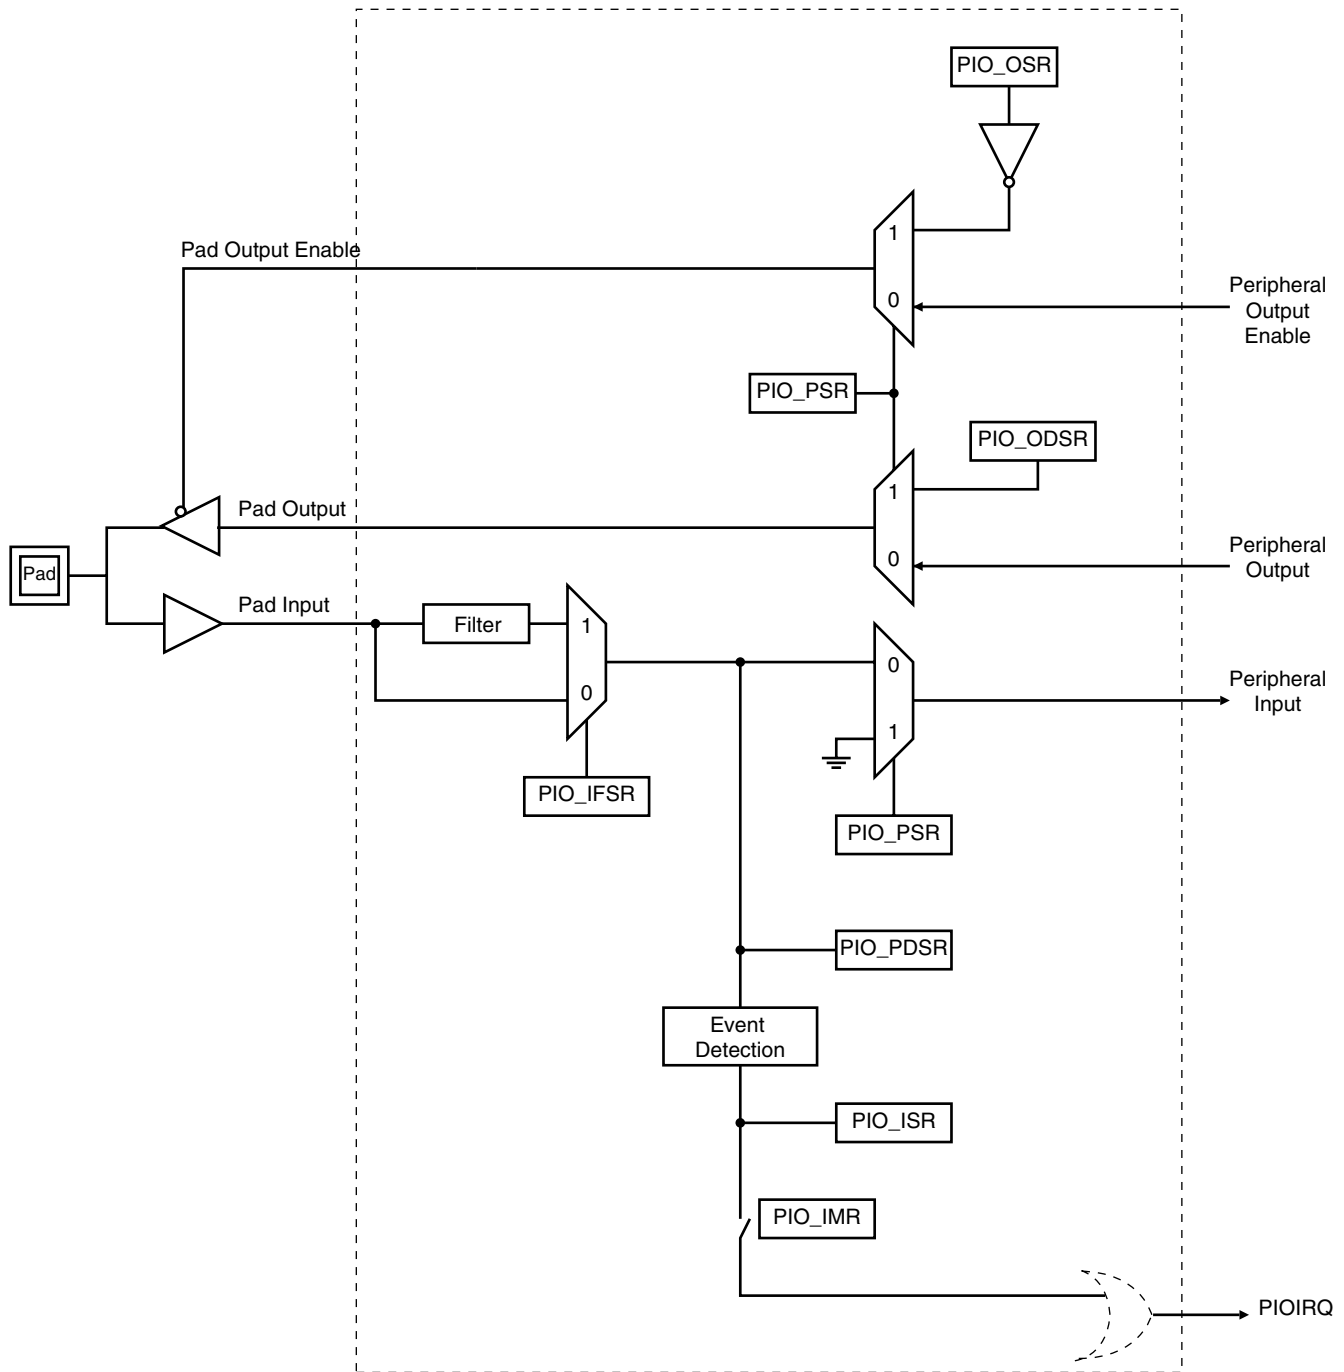 PIO_OSR
1
Pad Output Enable
0
Peripheral
Output
Enable
PIO_PSR
PIO_ODSR
1
Pad Output
0
Peripheral
Output
Pad
Pad Input
Filter
1
0
0
Peripheral
Input
1
PIO_IFSR
PIO_PSR
PIO_PDSR
Event
Detection
PIO_ISR
PIO_IMR
PIOIRQ